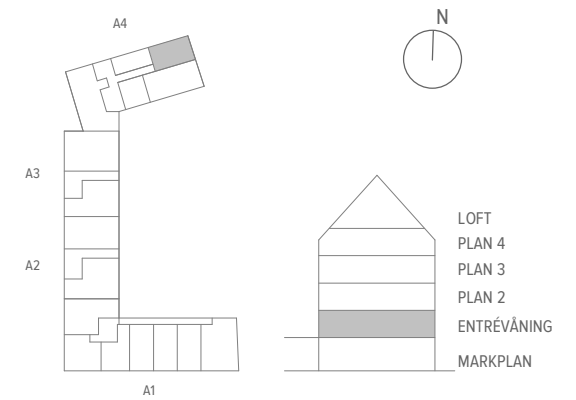 A4
N
A3
A2
A1
LOFT
PLAN 4
PLAN 3
PLAN 2
ENTRÉVÅNING
MARKPLAN